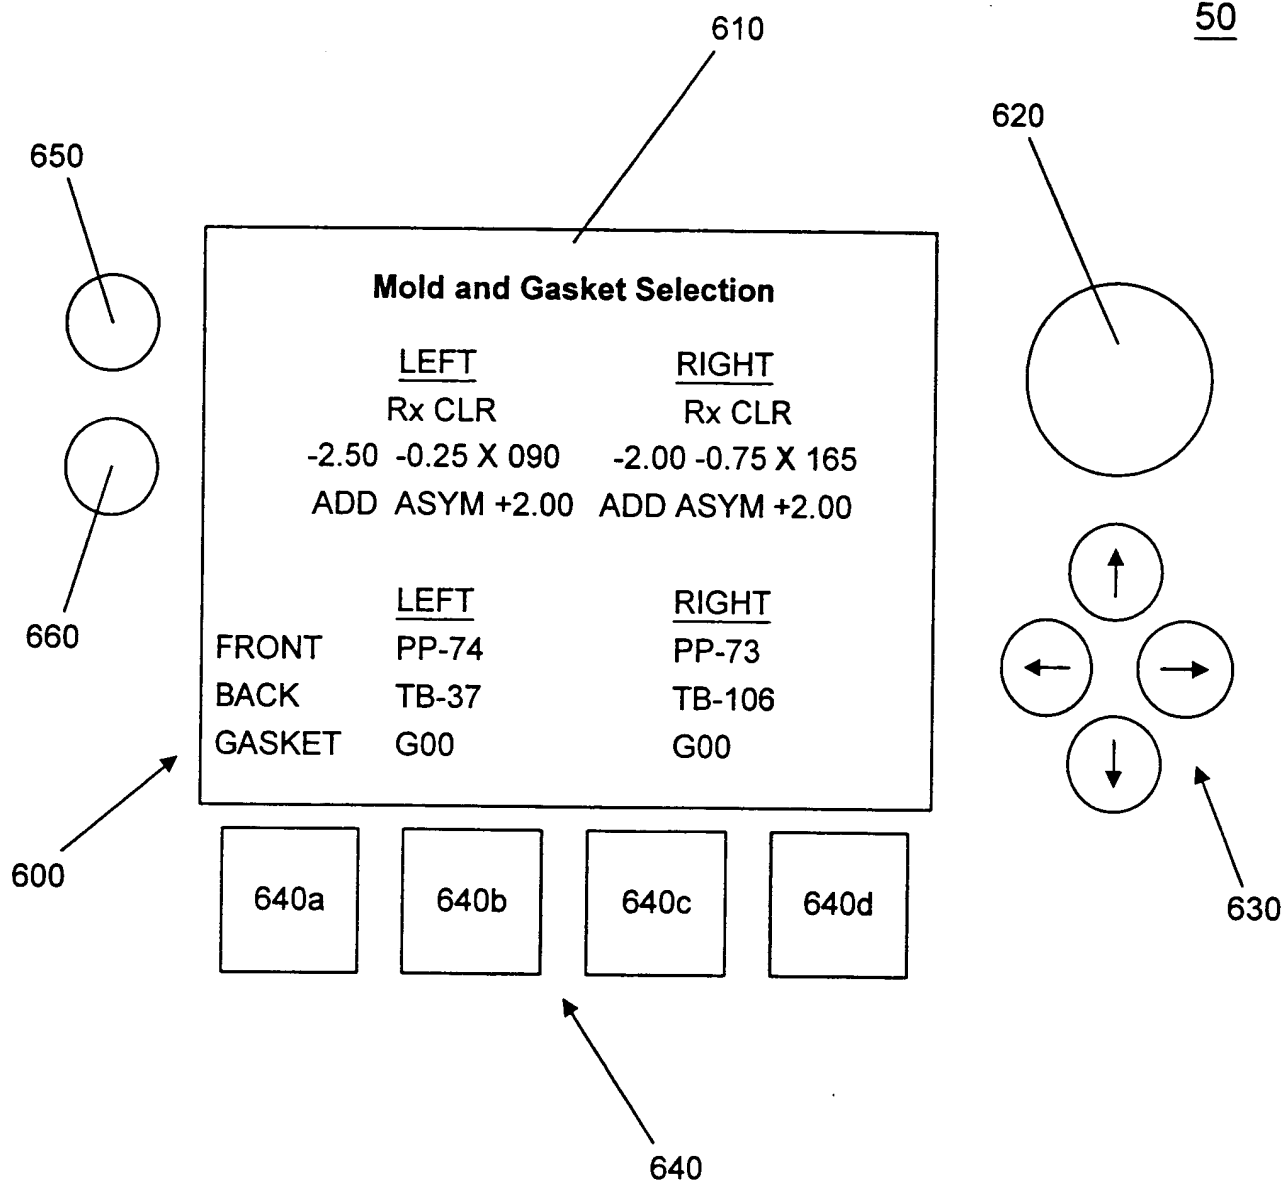 50
610
620
650
Mold and Gasket Selection
LEFT RIGHT
Rx CLR Rx CLR
-2.50 -0.25 X 090 -2.00 -0.75 X 165
ADD ASYM +2.00 ADD ASYM +2.00
LEFT RIGHT
660
FRONT PP-74 PP-73
BACK TB-37 TB-106
GASKET G00 G00
600
640a 640b 640c 640d
630
640